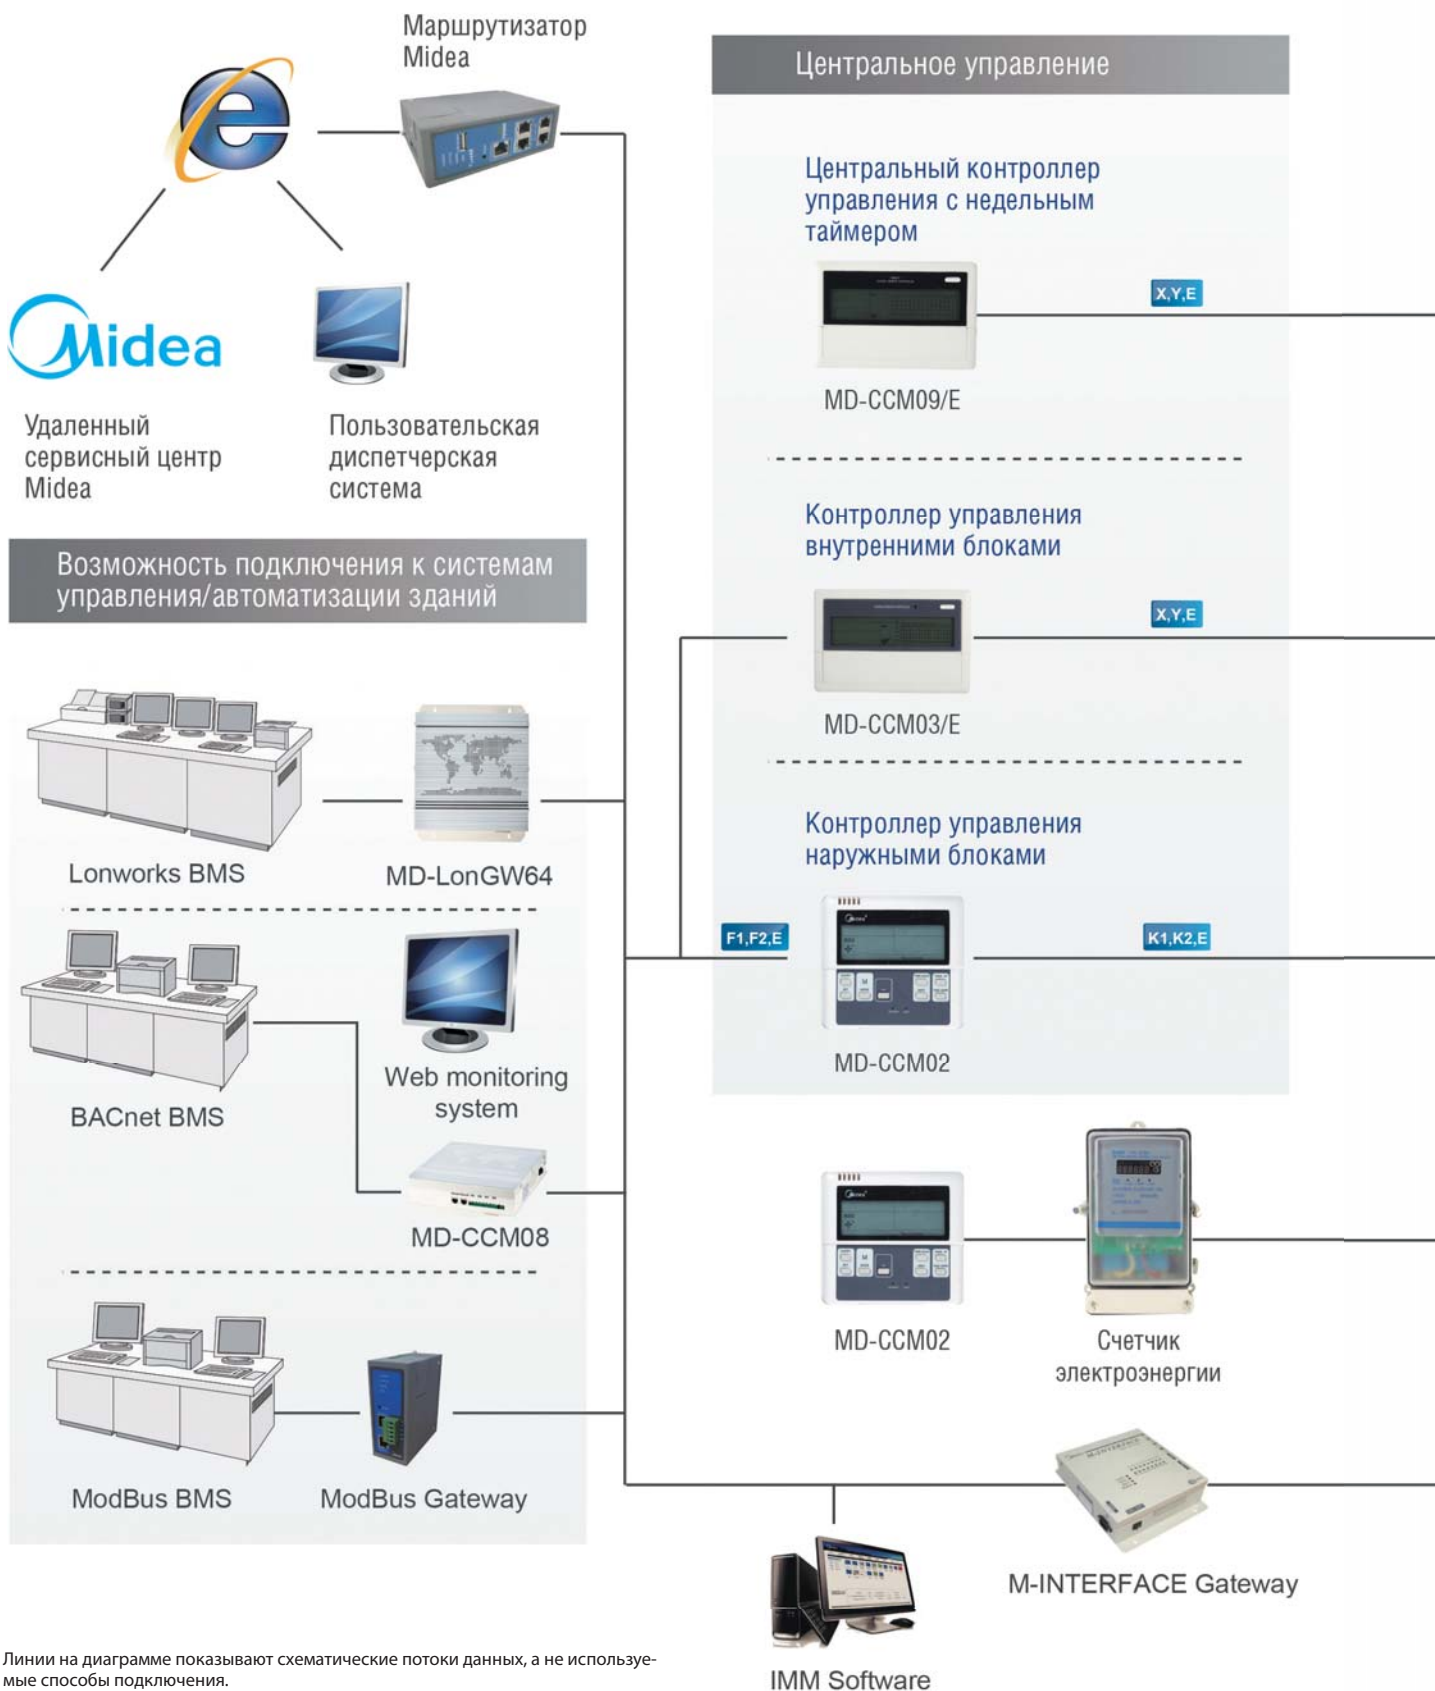 Маршрутизатор
Midea
Midea
Удаленный
сервисный центр
Midea
Пользовательская
диспетчерская
система
Возможность подключения к системам
управления/автоматизации зданий
Lonworks BMS
MD-LonGW64
BACnet BMS
Web monitoring
system
MD-CCM08
ModBus BMS
ModBus Gateway
Центральное управление
Центральный контроллер
управления с недельным
таймером
X,Y,E
MD-CCM09/E
Контроллер управления
внутренними блоками
X,Y,E
MD-CCM03/E
Контроллер управления
наружными блоками
F1,F2,E
Midea
K1,K2,E
MD-CCM02
Midea
MD-CCM02
Счетчик
электроэнергии
M-INTERFACE
M-INTERFACE Gateway
IMM Software
Линии на диаграмме показывают схематические потоки данных, а не используе-
мые способы подключения.